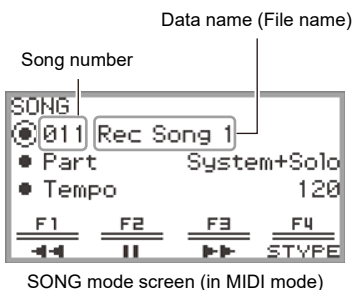 Data name (File name)
Song number
SONG
011 Rec Song 1
Part System+Solo
Tempo 120
F1 F2 F3 F4
STYPE
SONG mode screen (in MIDI mode)